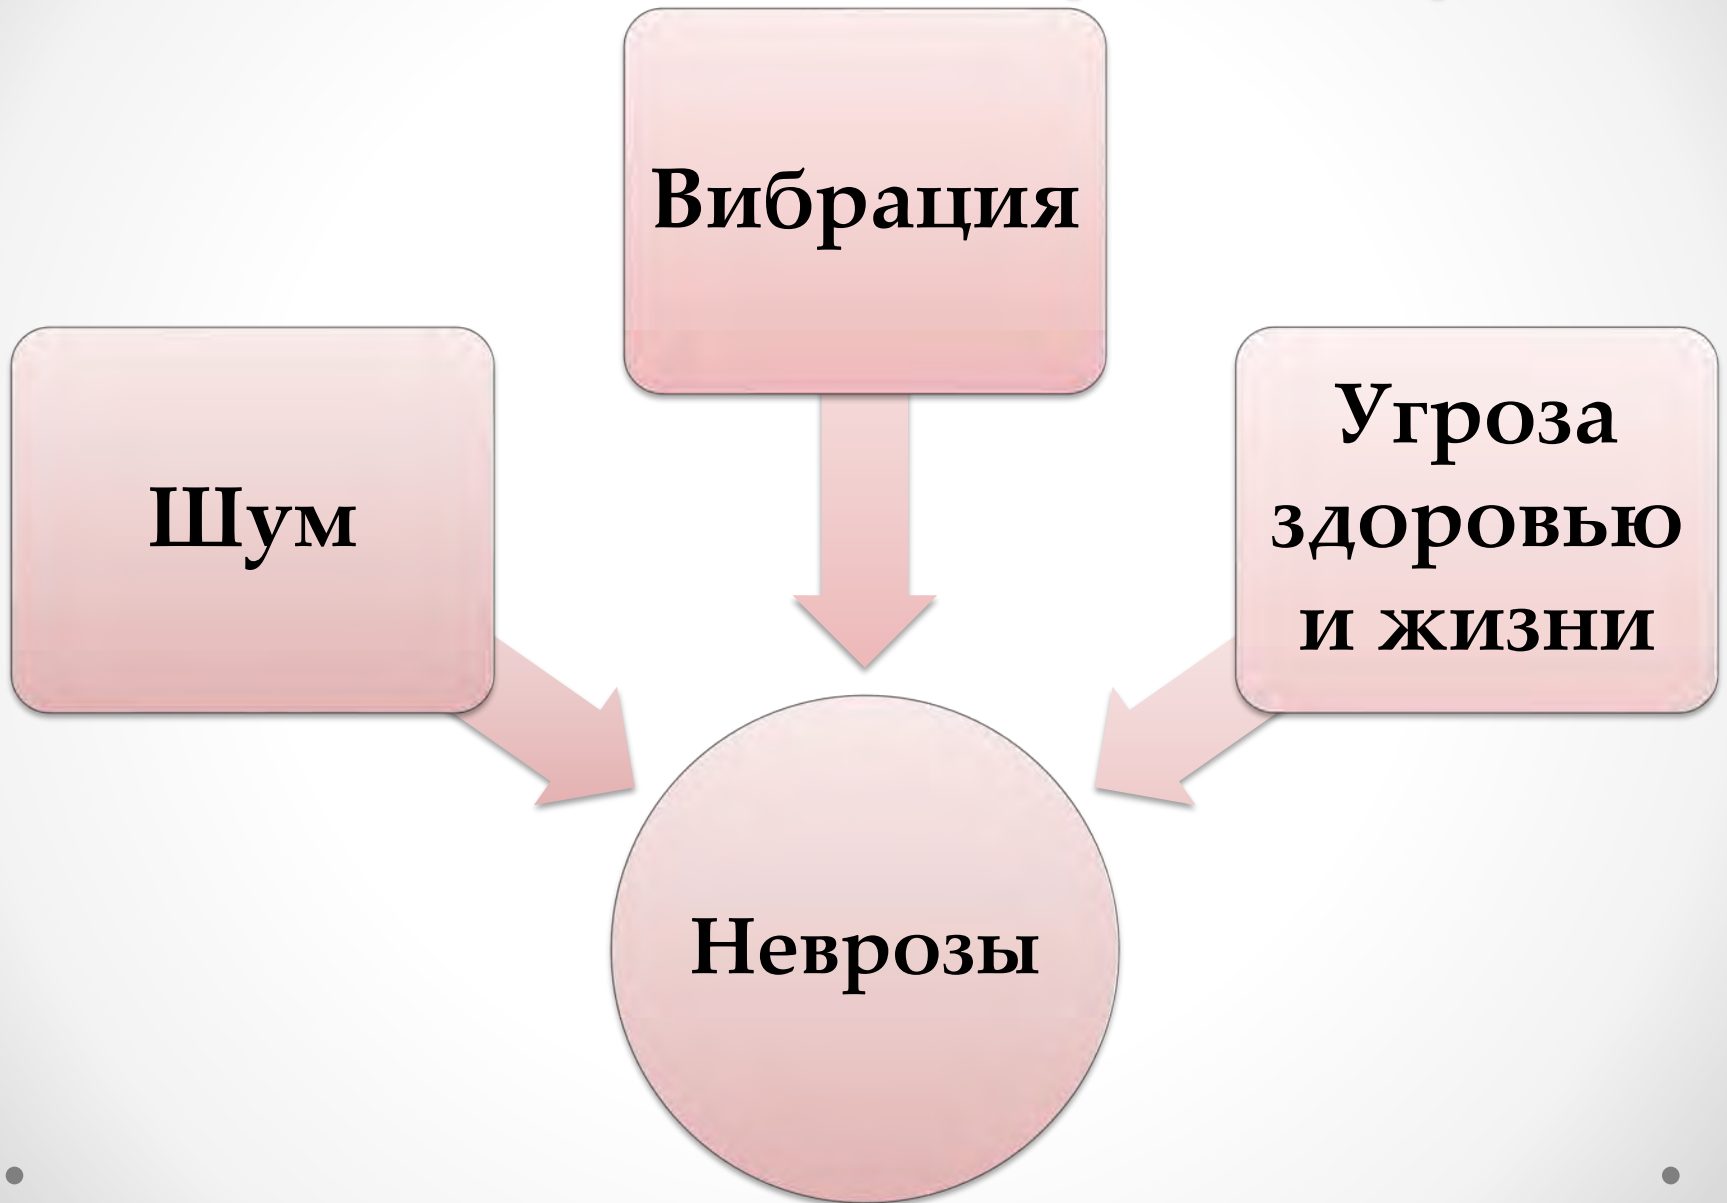 Вибрация
Шум
Угроза
здоровью
и жизни
Неврозы